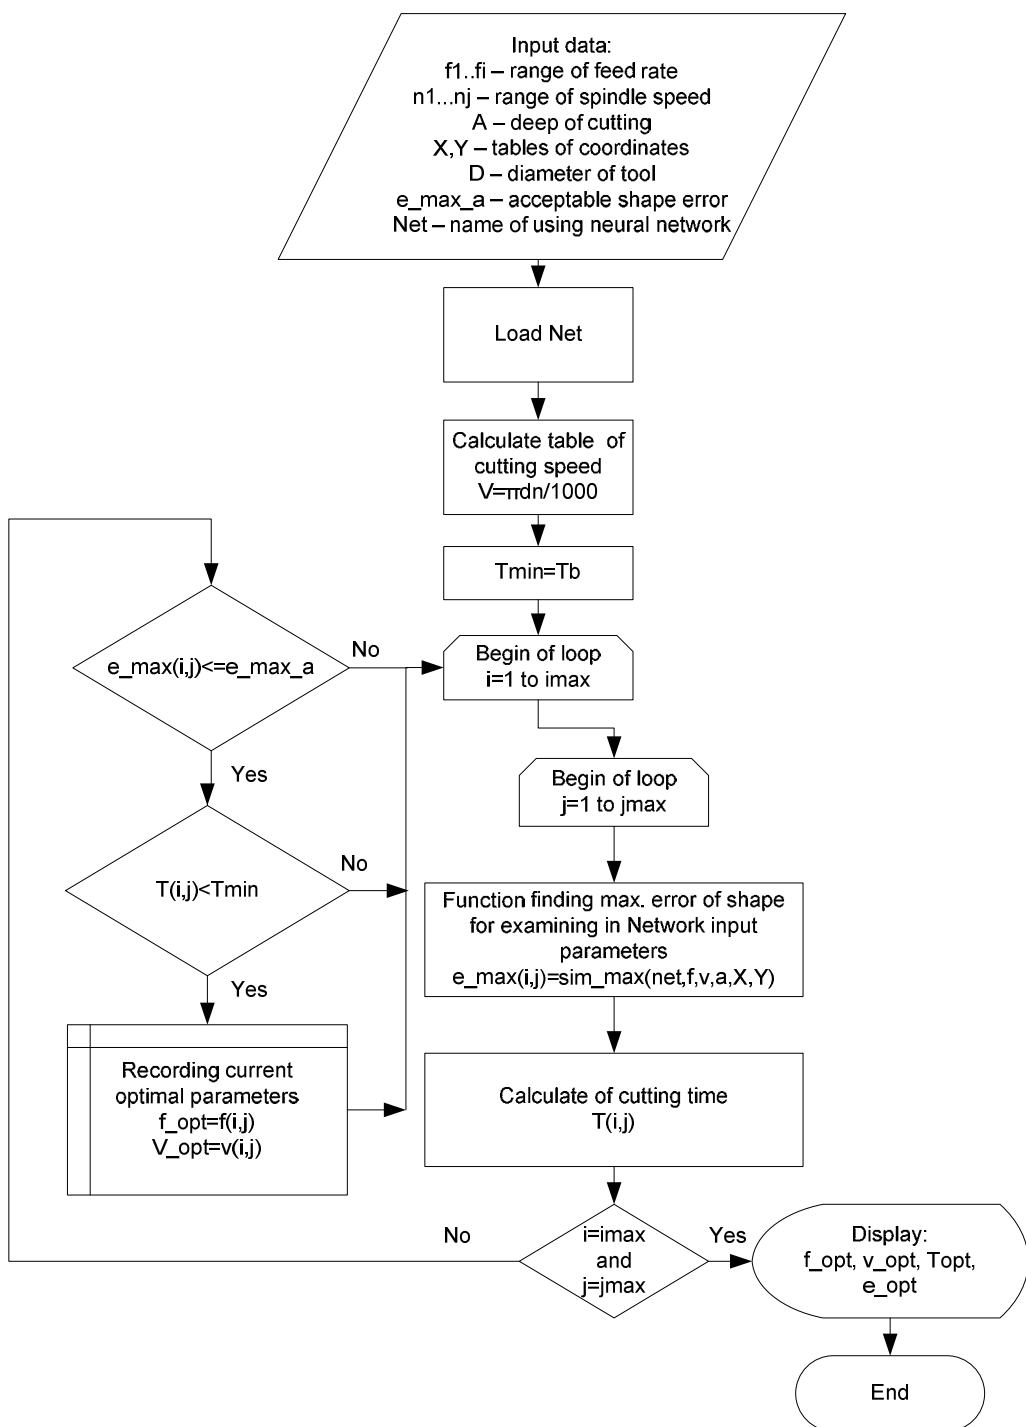 Input data:
f1..fi – range of feed rate
n1...nj – range of spindle speed
A – deep of cutting
X,Y – tables of coordinates
D – diameter of tool
e_max_a – acceptable shape error
Net – name of using neural network
Load Net
Calculate table of
cutting speed
V=πdn/1000
Tmin=Tb
Begin of loop
i=1 to imax
Begin of loop
j=1 to jmax
Function finding max. error of shape
for examining in Network input
parameters
e_max(i,j)=sim_max(net,f,v,a,X,Y)
Calculate of cutting time
T(i,j)
i=imax
and
j=jmax
No
Yes
e_max(i,j)<=e_max_a
No
Yes
T(i,j)<Tmin
No
Yes
Recording current
optimal parameters
f_opt=f(i,j)
V_opt=v(i,j)
Display:
f_opt, v_opt, Topt,
e_opt
End